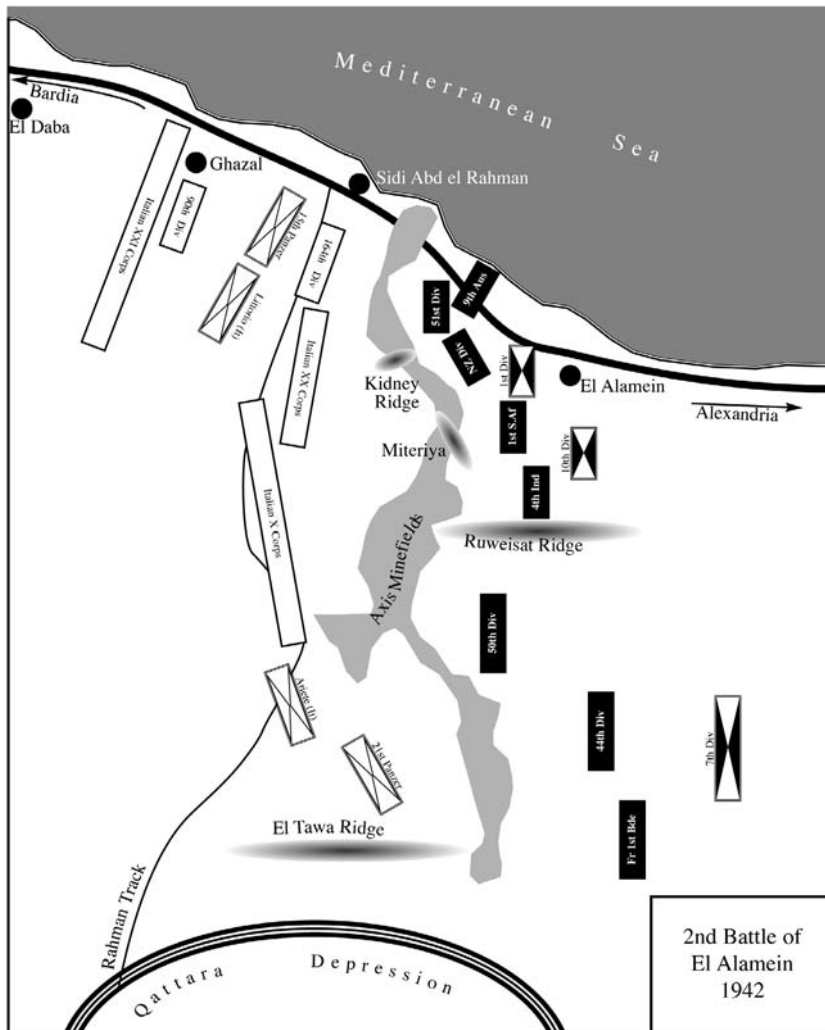 Mediterranean Sea
Bardia
El Daba
Ghazal
Sidi Abd el Rahman
Italian XXI Corps
90th Div
15th Panzer
164th Div
Littorio (It)
Italian XX Corps
51st Div
9th Aus
NZ Div
1st Div
El Alamein
Alexandria
Kidney
Ridge
1st S.Af
10th Div
Miteriya
4th Ind
Italian X Corps
Ruweisat Ridge
Axis Minefields
50th Div
Ariete (It)
44th Div
7th Div
21st Panzer
El Tawa Ridge
Fr 1st Bde
Rahman Track
Qattara Depression
2nd Battle of
El Alamein
1942